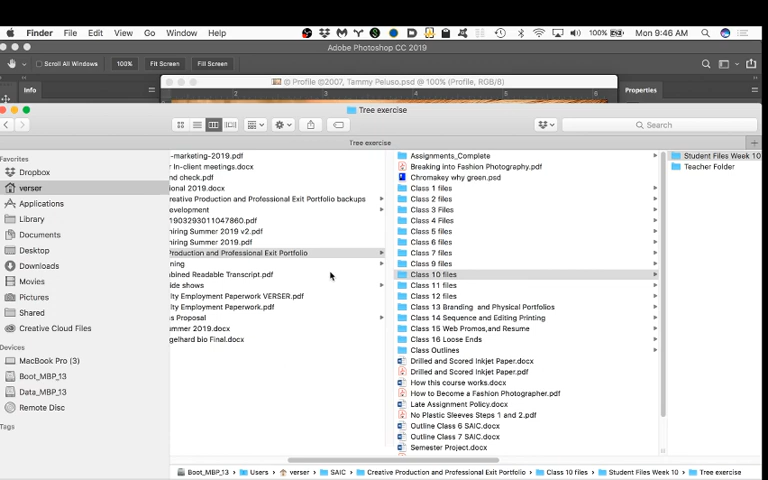 Finder File Edit View Go Window Help 100% Mon 9:46 AM
Adobe Photoshop CC 2019
Scroll All Windows 100% Fit Screen Fill Screen
Info
© Profile ©2007, Tammy Peluso.psd @ 100% (Profile, RGB/8)
Properties
2 3 4 5 6
Tree exercise
Search
Tree exercise
Favorites
Dropbox
verser
Applications
Library
Documents
Desktop
Downloads
Movies
Pictures
Shared
Creative Cloud Files
Devices
MacBook Pro (3)
Boot_MBP_13
Data_MBP_13
Remote Disc
Tags
-marketing-2019.pdf
r In-client meetings.docx
nd check.pdf
ional 2019.docx
reative Production and Professional Exit Portfolio backups
evelopment
190329301104786​0.pdf
hiring Summer 2019 v2.pdf
hiring Summer 2019.pdf
Production and Professional Exit Portfolio
ning
bined Readable Transcript.pdf
ide shows
lty Employment Paperwork VERSER.pdf
lty Employment Paperwork.pdf
s Proposal
ummer 2019.docx
gelhard bio Final.docx
Assignments_Complete
Breaking into Fashion Photography.pdf
Chromakey why green.psd
Class 1 files
Class 2 files
Class 3 Files
Class 4 Files
Class 5 files
Class 6 files
Class 7 files
Class 9 files
Class 10 files
Class 11 files
Class 12 files
Class 13 Branding and Physical Portfolios
Class 14 Sequence and Editing Printing
Class 15 Web Promos,and Resume
Class 16 Loose Ends
Class Outlines
Drilled and Scored Inkjet Paper.docx
Drilled and Scored Inkjet Paper.pdf
How this course works.docx
How to Become a Fashion Photographer.pdf
Late Assignment Policy.docx
No Plastic Sleeves Steps 1 and 2.pdf
Outline Class 6 SAIC.docx
Outline Class 7 SAIC.docx
Semester Project.docx
Student Files Week 10
Teacher Folder
Boot_MBP_13 Users verser SAIC Creative Production and Professional Exit Portfolio Class 10 files Student Files Week 10 Tree exercise